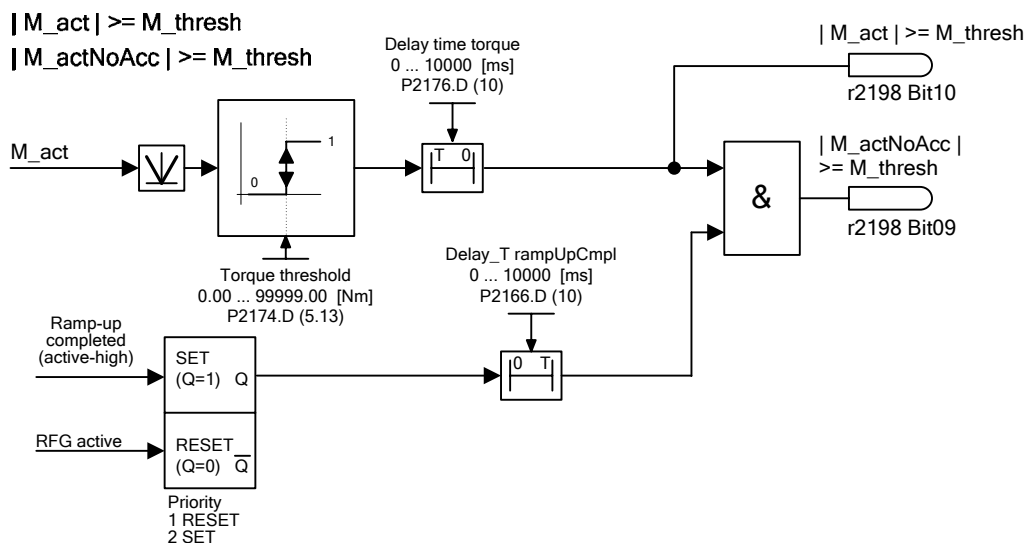 | M_act | >= M_thresh
| M_actNoAcc | >= M_thresh
Delay time torque
0 ... 10000 [ms]
P2176.D (10)
| M_act | >= M_thresh
r2198 Bit10
M_act
1
0
T 0
| M_actNoAcc |
>= M_thresh
&
r2198 Bit09
Torque threshold
0.00 ... 99999.00 [Nm]
P2174.D (5.13)
Delay_T rampUpCmpl
0 ... 10000 [ms]
P2166.D (10)
Ramp-up
completed
(active-high)
SET
(Q=1) Q
0 T
RFG active
RESET
(Q=0) Q̅
Priority
1 RESET
2 SET